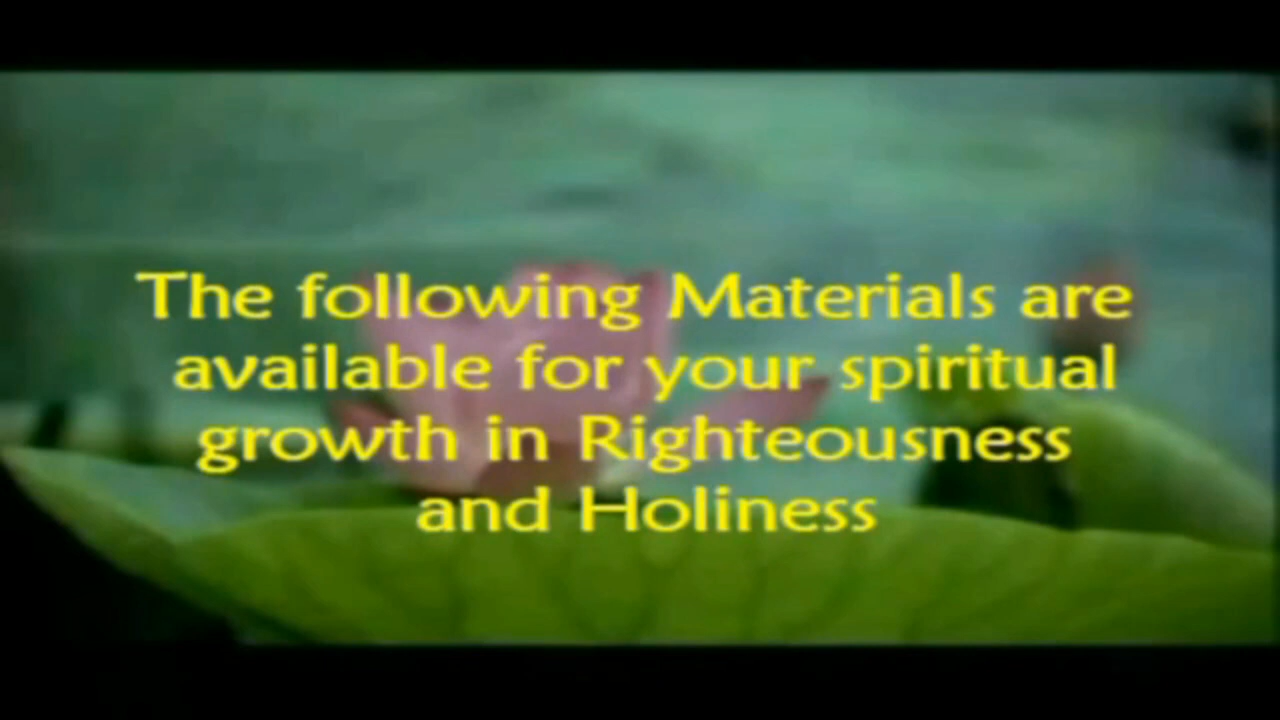 The following Materials are
available for your spiritual
growth in Righteousness
and Holiness